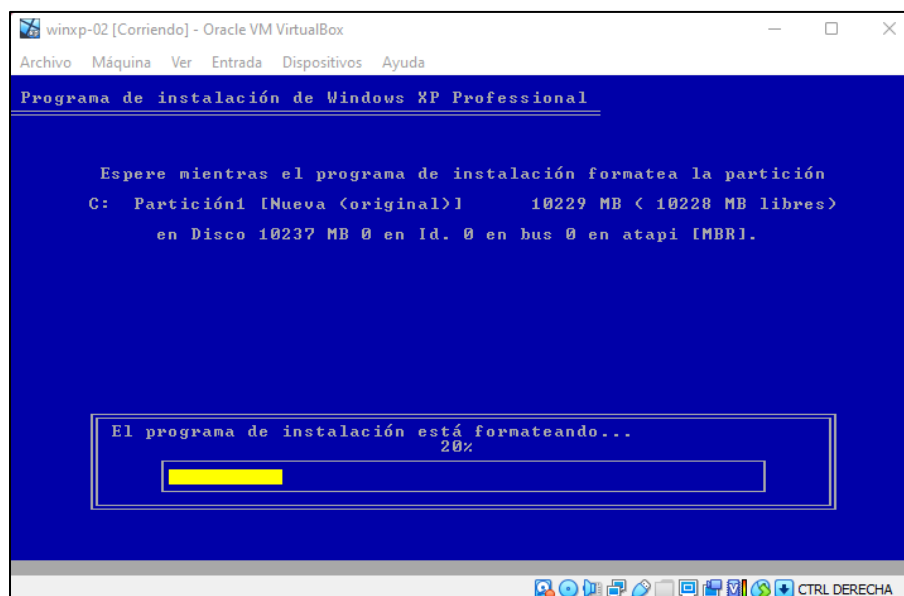 winxp-02 [Corriendo] - Oracle VM VirtualBox
Archivo Máquina Ver Entrada Dispositivos Ayuda
Programa de instalación de Windows XP Professional
Espere mientras el programa de instalación formatea la partición
C: Partición1 [Nueva (original)] 10229 MB ( 10228 MB libres)
en Disco 10237 MB 0 en Id. 0 en bus 0 en atapi [MBR].
El programa de instalación está formateando...
20%
CTRL DERECHA